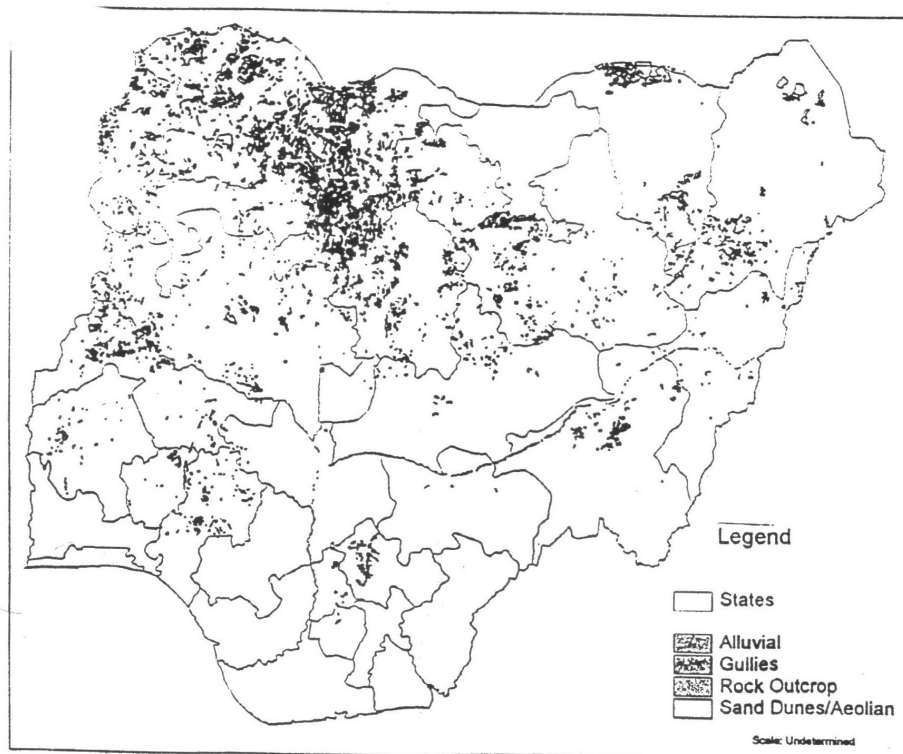 Legend
States
Alluvial
Gullies
Rock Outcrop
Sand Dunes/Aeolian
Scale: Undetermined